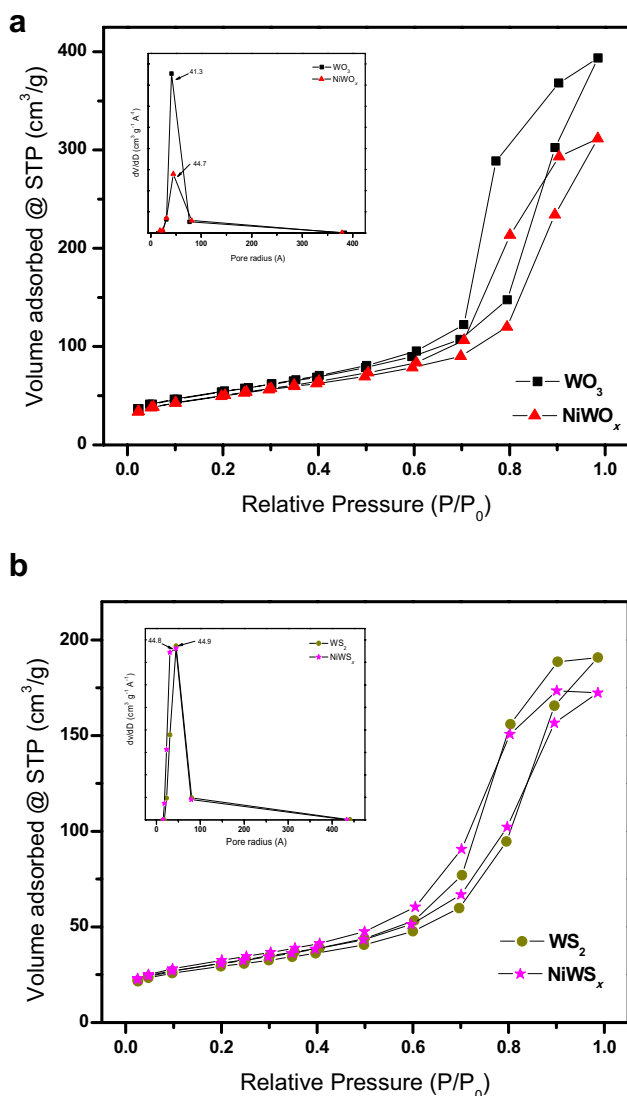 a
400
300
200
100
0
Volume adsorbed @ STP (cm³/g)
0.0 0.2 0.4 0.6 0.8 1.0
Relative Pressure (P/P₀)
WO₃
NiWOₓ
41.3
44.7
WO₃
NiWOₓ
dV/dD (cm³ g⁻¹ A⁻¹)
0 100 200 300 400
Pore radius (A)
b
200
150
100
50
0
Volume adsorbed @ STP (cm³/g)
0.0 0.2 0.4 0.6 0.8 1.0
Relative Pressure (P/P₀)
WS₂
NiWSₓ
44.8 44.9
WS₂
NiWSₓ
dv/dD (cm³ g⁻¹ A⁻¹)
0 100 200 300 400
Pore radius (A)